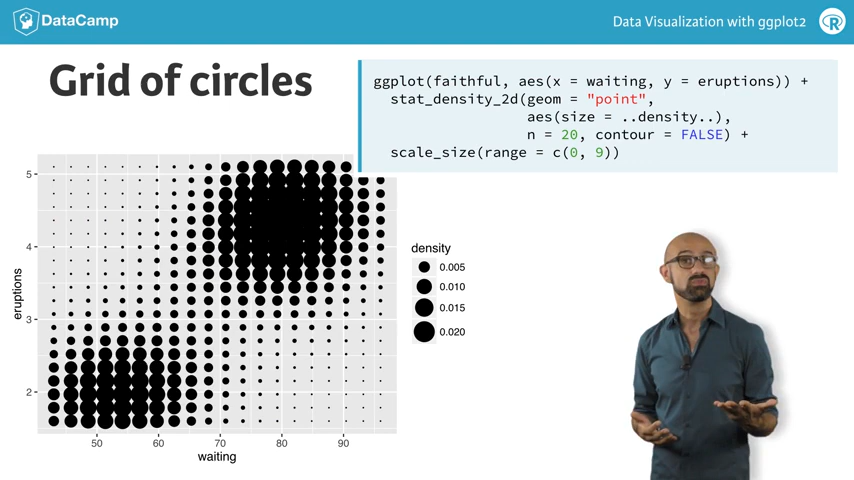 DataCamp
Data Visualization with ggplot2
R
Grid of circles
ggplot(faithful, aes(x = waiting, y = eruptions)) +
stat_density_2d(geom = "point",
aes(size = ..density..),
n = 20, contour = FALSE) +
scale_size(range = c(0, 9))
5
4
3
2
eruptions
50 60 70 80 90
waiting
density
0.005
0.010
0.015
0.020